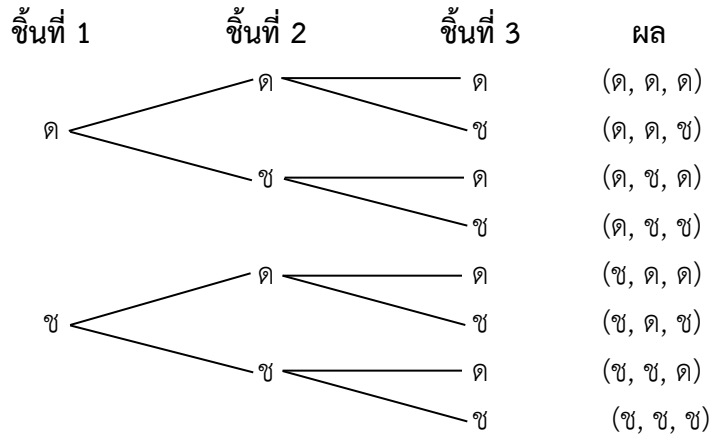 ชิ้นที่ 1 ชิ้นที่ 2 ชิ้นที่ 3 ผล
ด ด (ด, ด, ด)
ด ช (ด, ด, ช)
ช ด (ด, ช, ด)
ช (ด, ช, ช)
ด ด (ช, ด, ด)
ช ช (ช, ด, ช)
ช ด (ช, ช, ด)
ช (ช, ช, ช)